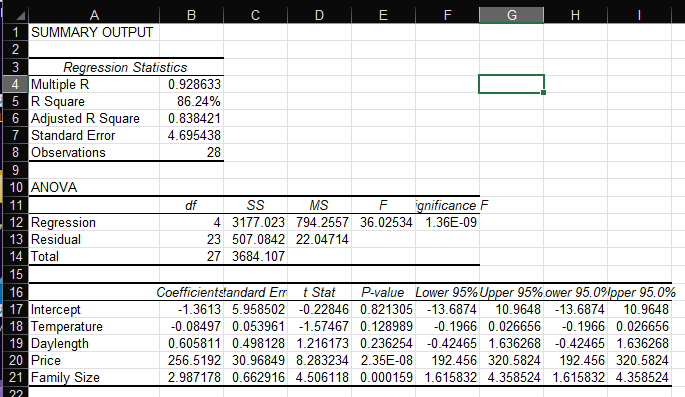 A B C D E F G H I
1 SUMMARY OUTPUT
2
3 Regression Statistics
4 Multiple R 0.928633
5 R Square 86.24%
6 Adjusted R Square 0.838421
7 Standard Error 4.695438
8 Observations 28
9
10 ANOVA
11 df SS MS F ignificance F
12 Regression 4 3177.023 794.2557 36.02534 1.36E-09
13 Residual 23 507.0842 22.04714
14 Total 27 3684.107
15
16 Coefficients tandard Err t Stat P-value Lower 95% Upper 95% ower 95.0% Ipper 95.0%
17 Intercept -1.3613 5.958502 -0.22846 0.821305 -13.6874 10.9648 -13.6874 10.9648
18 Temperature -0.08497 0.053961 -1.57467 0.128989 -0.1966 0.026656 -0.1966 0.026656
19 Daylength 0.605811 0.498128 1.216173 0.236254 -0.42465 1.636268 -0.42465 1.636268
20 Price 256.5192 30.96849 8.283234 2.35E-08 192.456 320.5824 192.456 320.5824
21 Family Size 2.987178 0.662916 4.506118 0.000159 1.615832 4.358524 1.615832 4.358524
22